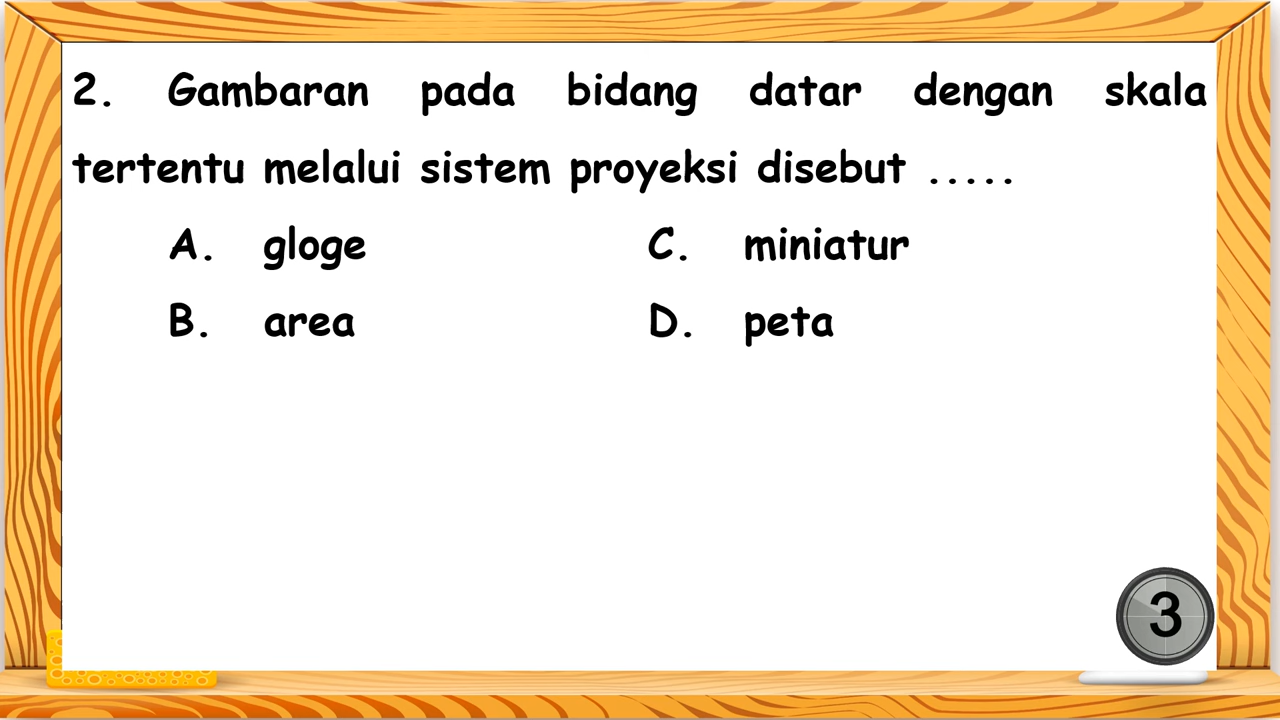 2. Gambaran pada bidang datar dengan skala
tertentu melalui sistem proyeksi disebut .....
A. gloge C. miniatur
B. area D. peta
3